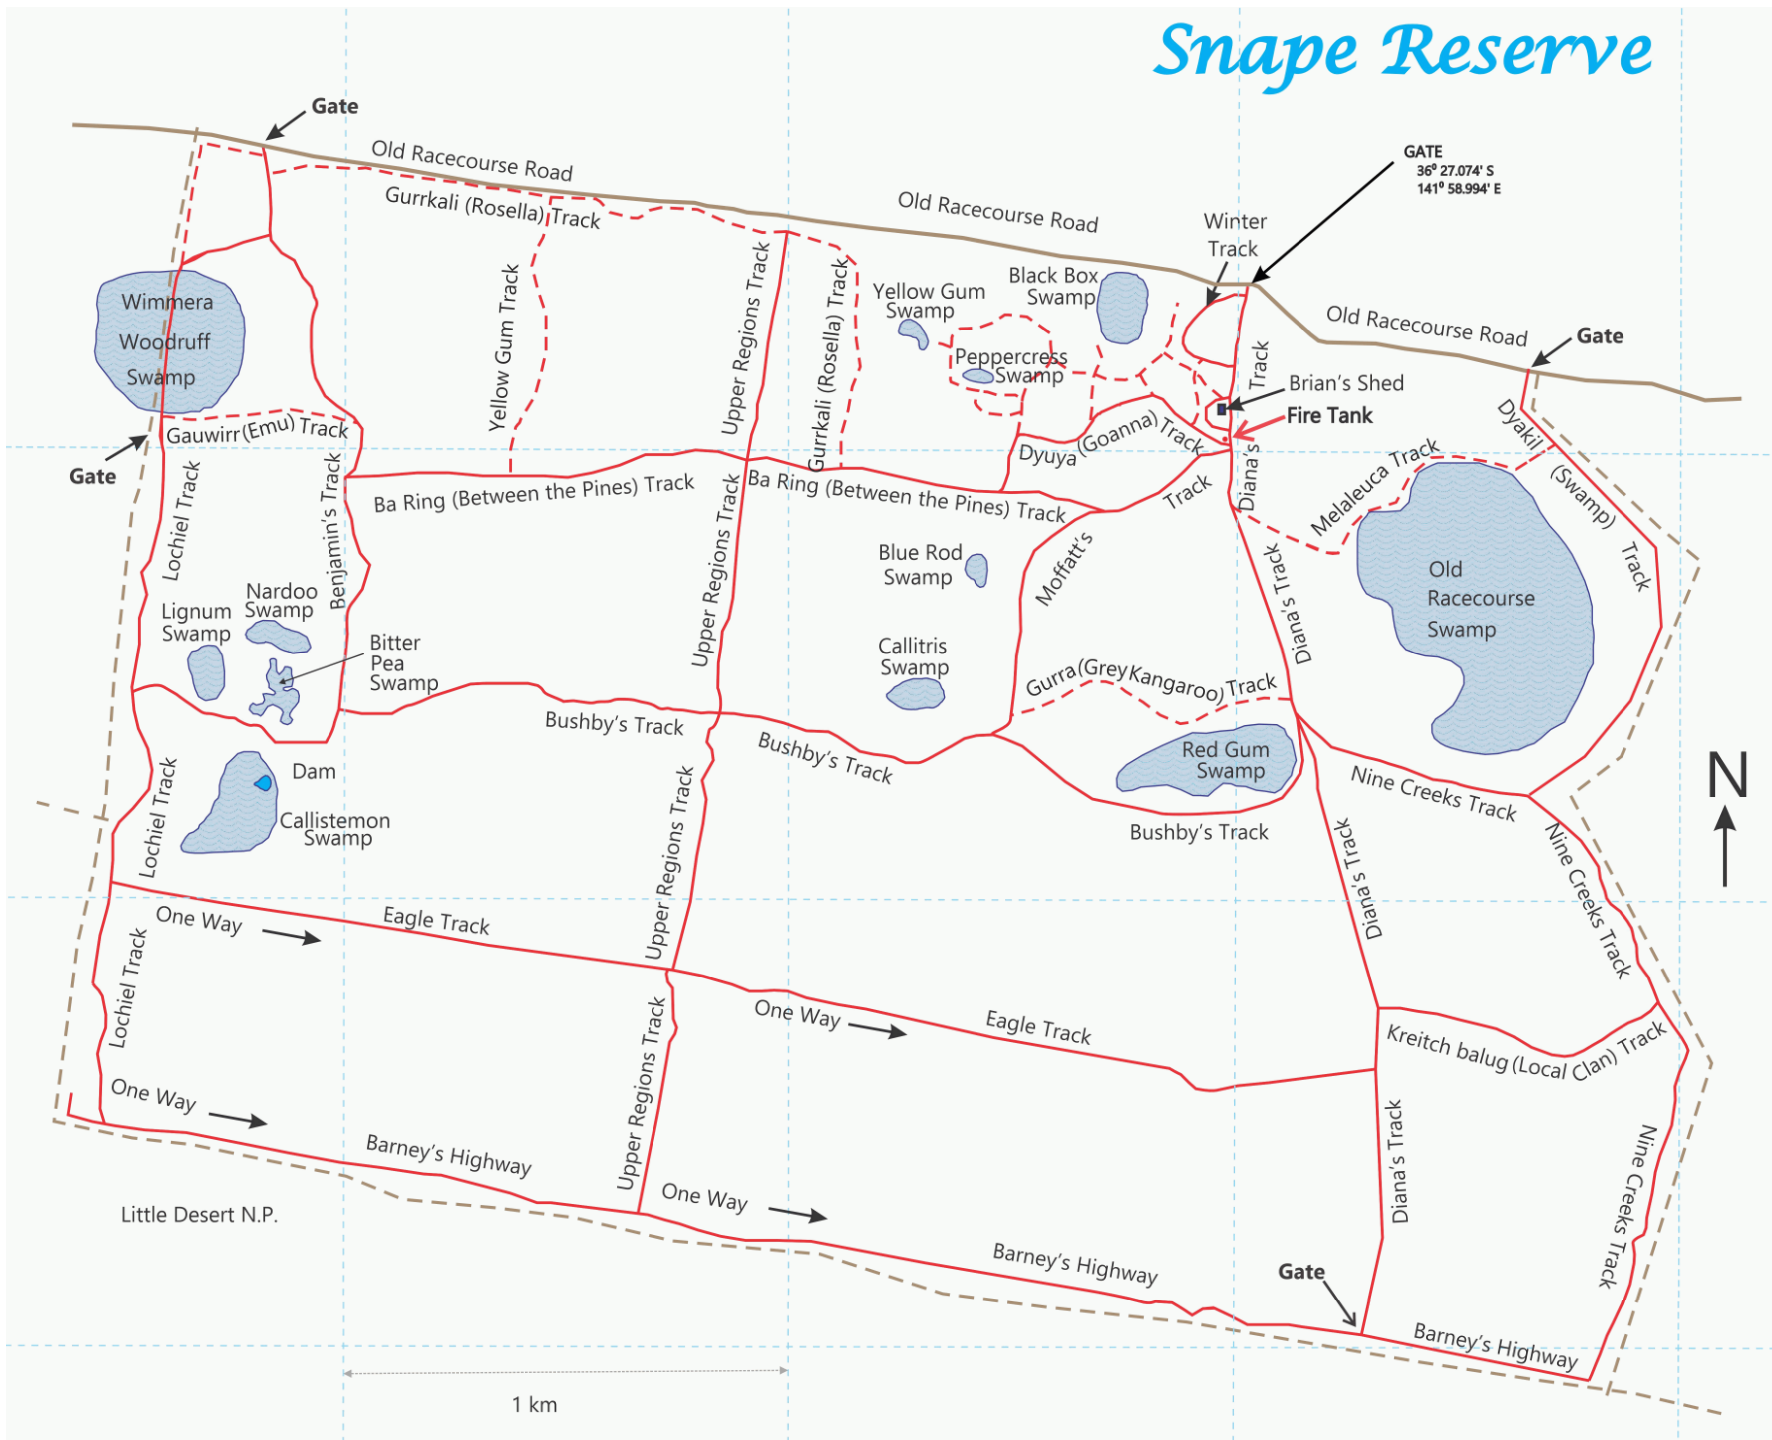 Snape Reserve
Gate
Old Racecourse Road
Gurrkali (Rosella) Track
Old Racecourse Road
GATE
36⁰ 27.074' S
141⁰ 58.994' E
Winter
Track
Old Racecourse Road
Gate
Wimmera
Woodruff
Swamp
Yellow Gum Track
Upper Regions Track
Gurrkali (Rosella) Track
Yellow Gum
Swamp
Black Box
Swamp
Peppercress
Swamp
Track
Brian's Shed
Fire Tank
Gauwirr (Emu) Track
Gate
Dyuya (Goanna) Track
Diana's
Dyakil (Swamp) Track
Melaleuca Track
Lochiel Track
Benjamin's Track
Ba Ring (Between the Pines) Track
Upper Regions Track
Ba Ring (Between the Pines) Track
Moffatt's Track
Blue Rod
Swamp
Diana's Track
Old
Racecourse
Swamp
Nardoo
Swamp
Lignum
Swamp
Bitter
Pea
Swamp
Callitris
Swamp
Gurra (Grey Kangaroo) Track
Bushby's Track
Bushby's Track
Red Gum
Swamp
Bushby's Track
Nine Creeks Track
N
Dam
Callistemon
Swamp
Lochiel Track
Upper Regions Track
Diana's Track
Nine Creeks Track
One Way
Eagle Track
Lochiel Track
One Way
Eagle Track
Kreitch balug (Local Clan) Track
Upper Regions Track
One Way
Barney's Highway
Diana's Track
Nine Creeks Track
One Way
Little Desert N.P.
Barney's Highway
Gate
Barney's Highway
1 km